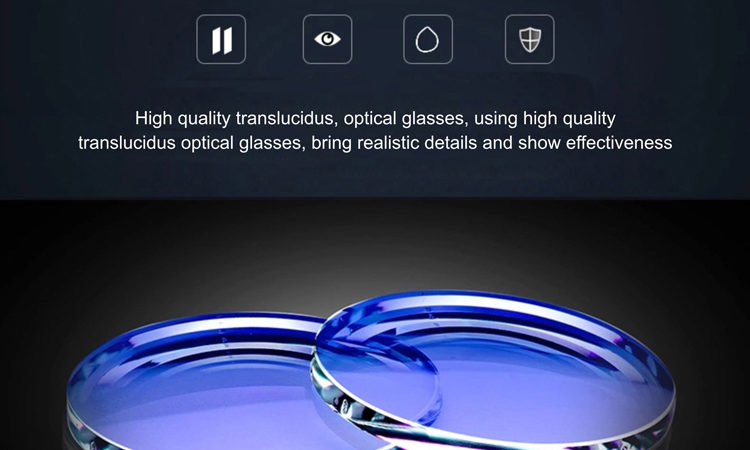 High quality translucidus, optical glasses, using high quality
translucidus optical glasses, bring realistic details and show effectiveness